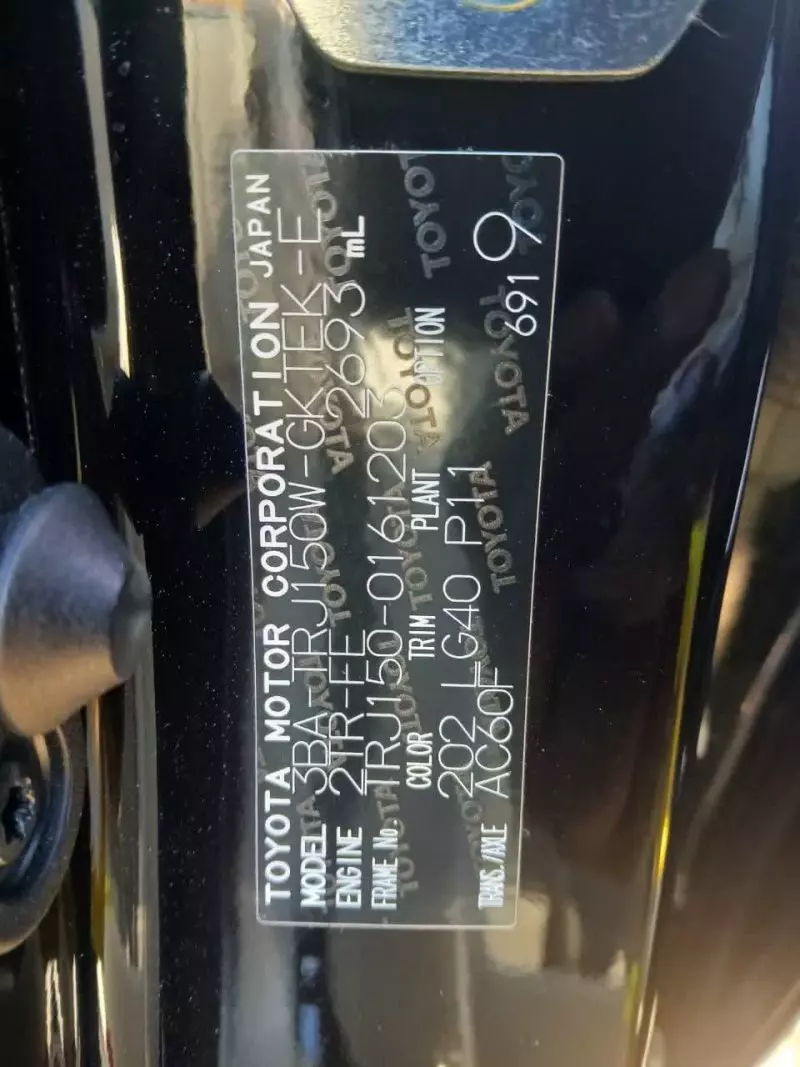 TOYOTA MOTOR CORPORATION JAPAN
MODEL 3BA-TRJ150W-GKTEK-E
ENGINE 2TR-FE 2693 mL
FRAME No. TRJ150-0161203
COLOR TRIM PLANT OPTION
202 LG40 P11
TRANS./AXLE AC60F
691 9